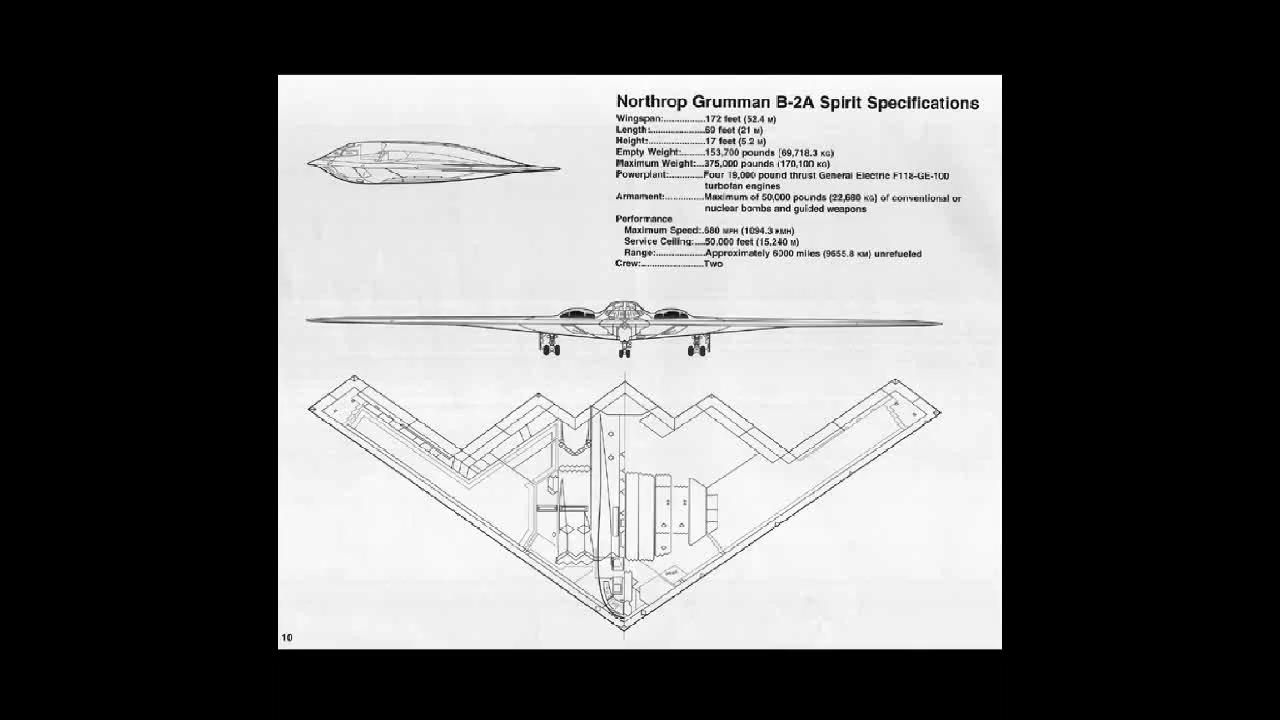 Northrop Grumman B-2A Spirit Specifications
Wingspan:..............172 feet (52.4 M)
Length:...................69 feet (21 M)
Height:....................17 feet (5.2 M)
Empty Weight:........153,700 pounds (69,718.3 KG)
Maximum Weight:...375,000 pounds (170,100 KG)
Powerplant:............Four 19,000 pound thrust General Electric F118-GE-100
turbofan engines
Armament:.............Maximum of 50,000 pounds (22,680 KG) of conventional or
nuclear bombs and guided weapons
Performance
Maximum Speed:.680 MPH (1094.3 KMH)
Service Ceiling:....50,000 feet (15,240 M)
Range:.................Approximately 6000 miles (9655.8 KM) unrefueled
Crew:.....................Two
10